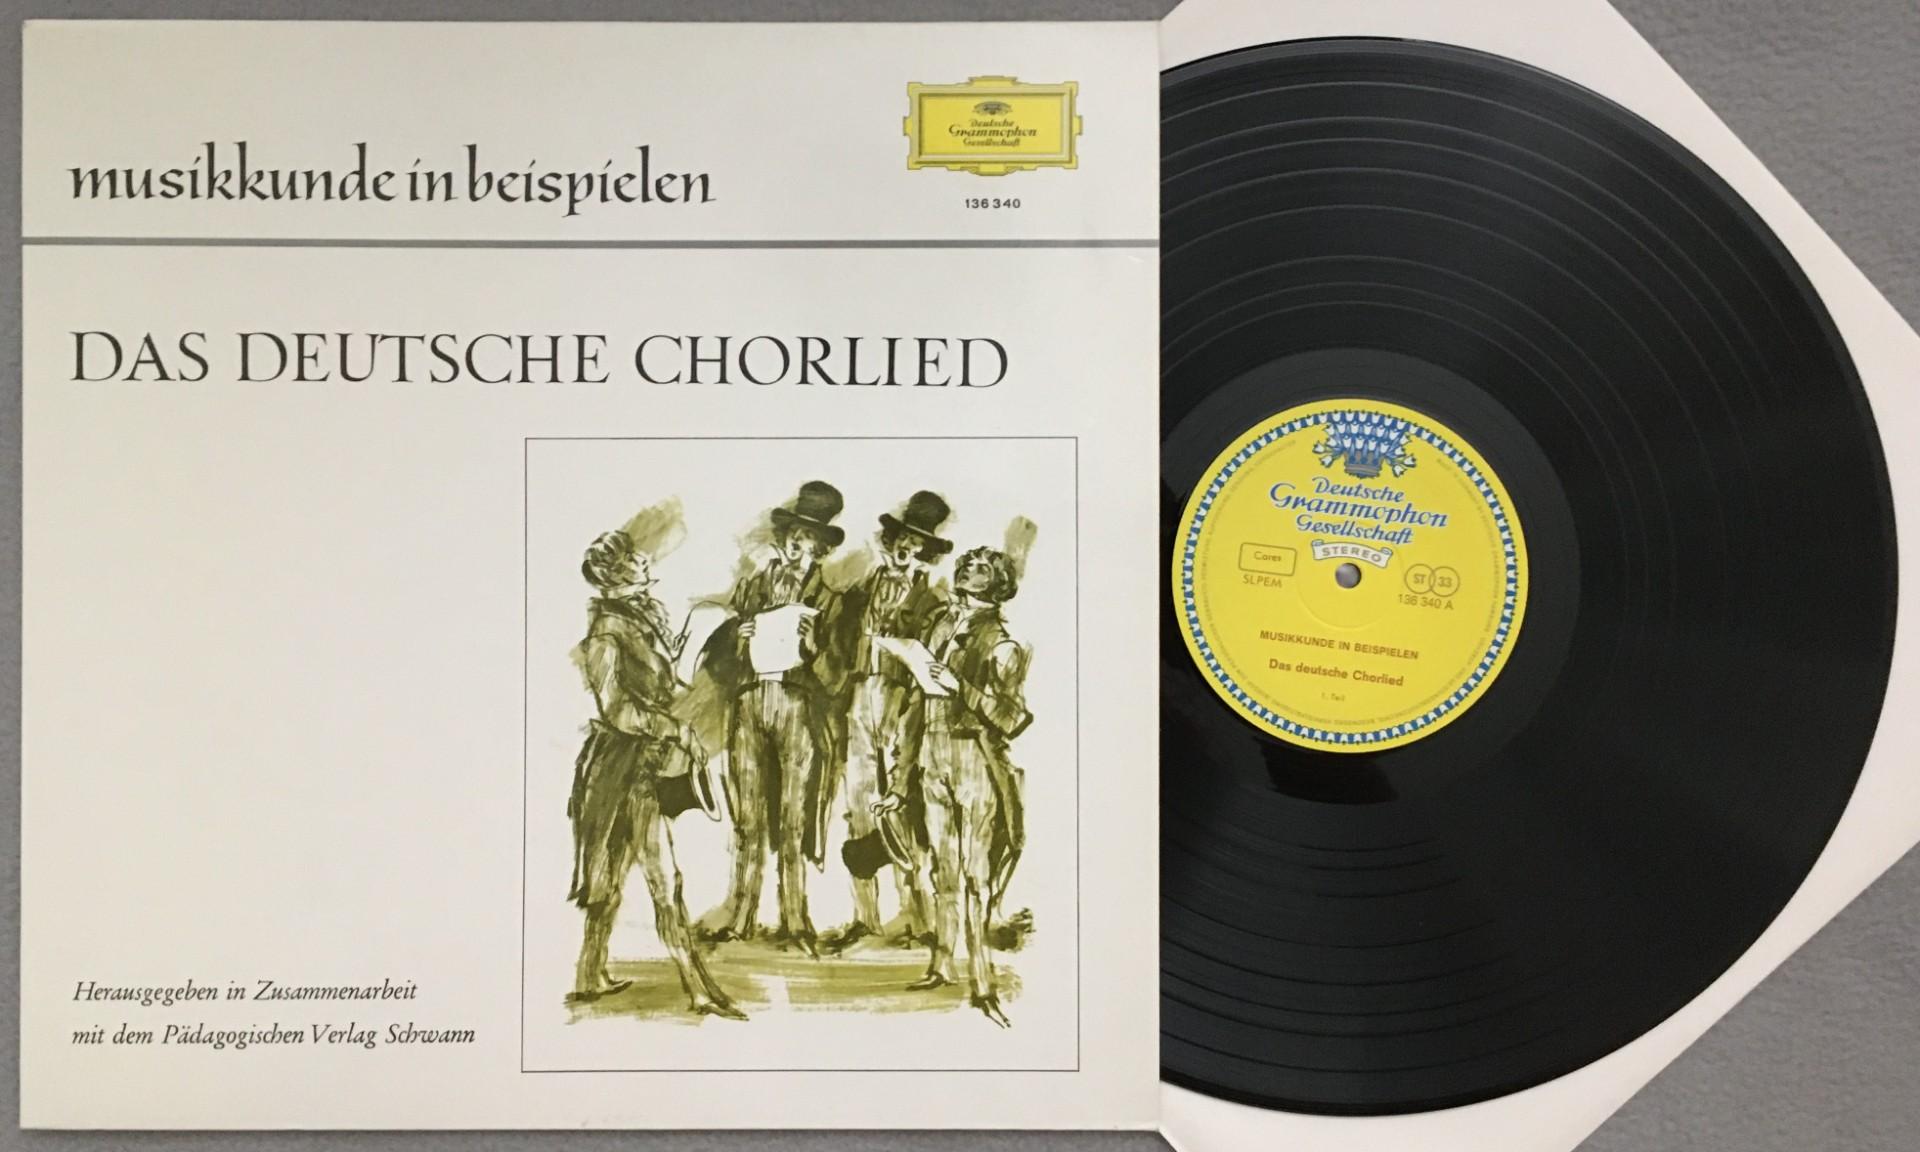 musikkunde in beispielen
Deutsche
Grammophon
Gesellschaft
136 340
DAS DEUTSCHE CHORLIED
Herausgegeben in Zusammenarbeit
mit dem Pädagogischen Verlag Schwann
Deutsche
Grammophon
Gesellschaft
STEREO
SLPEM
ST 33
136 340 A
MUSIKKUNDE IN BEISPIELEN
Das deutsche Chorlied
1. Teil